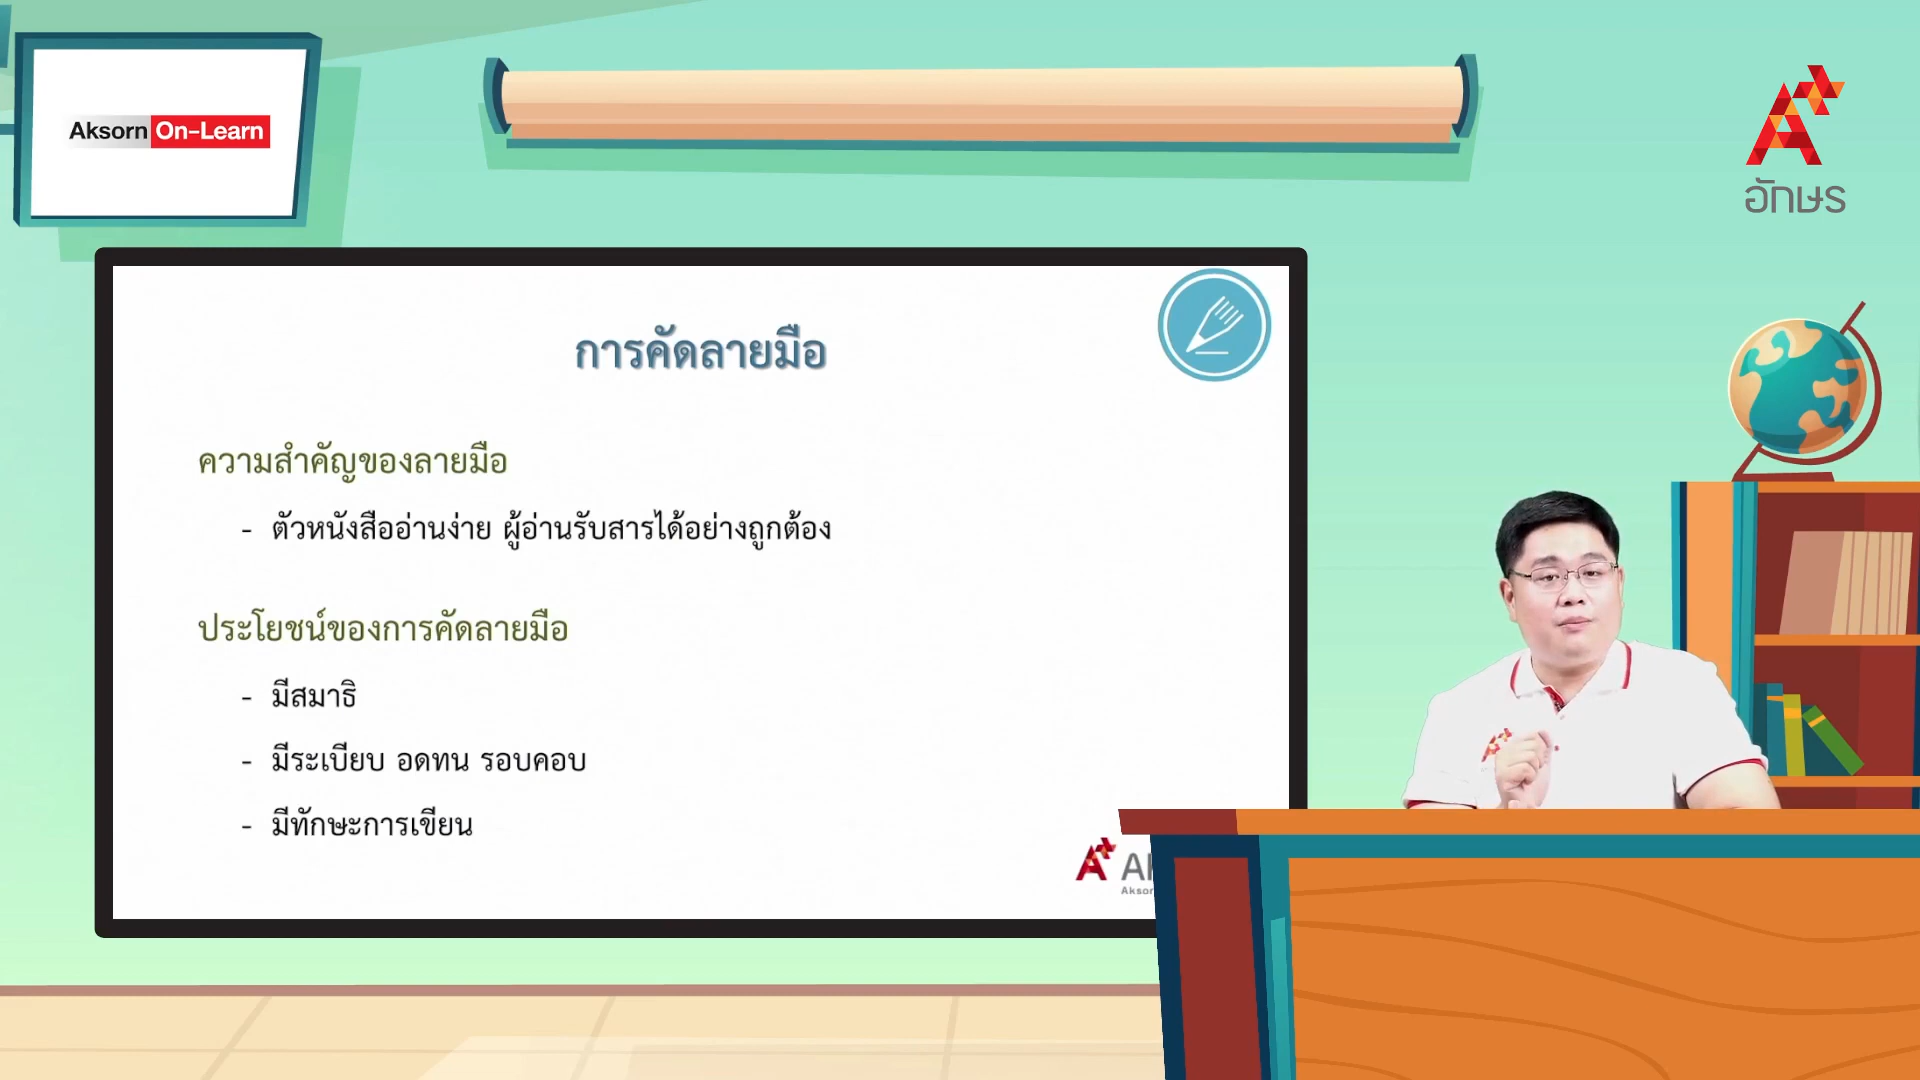 Aksorn On-Learn
อักษร
การคัดลายมือ
ความสำคัญของลายมือ
- ตัวหนังสืออ่านง่าย ผู้อ่านรับสารได้อย่างถูกต้อง
ประโยชน์ของการคัดลายมือ
- มีสมาธิ
- มีระเบียบ อดทน รอบคอบ
- มีทักษะการเขียน